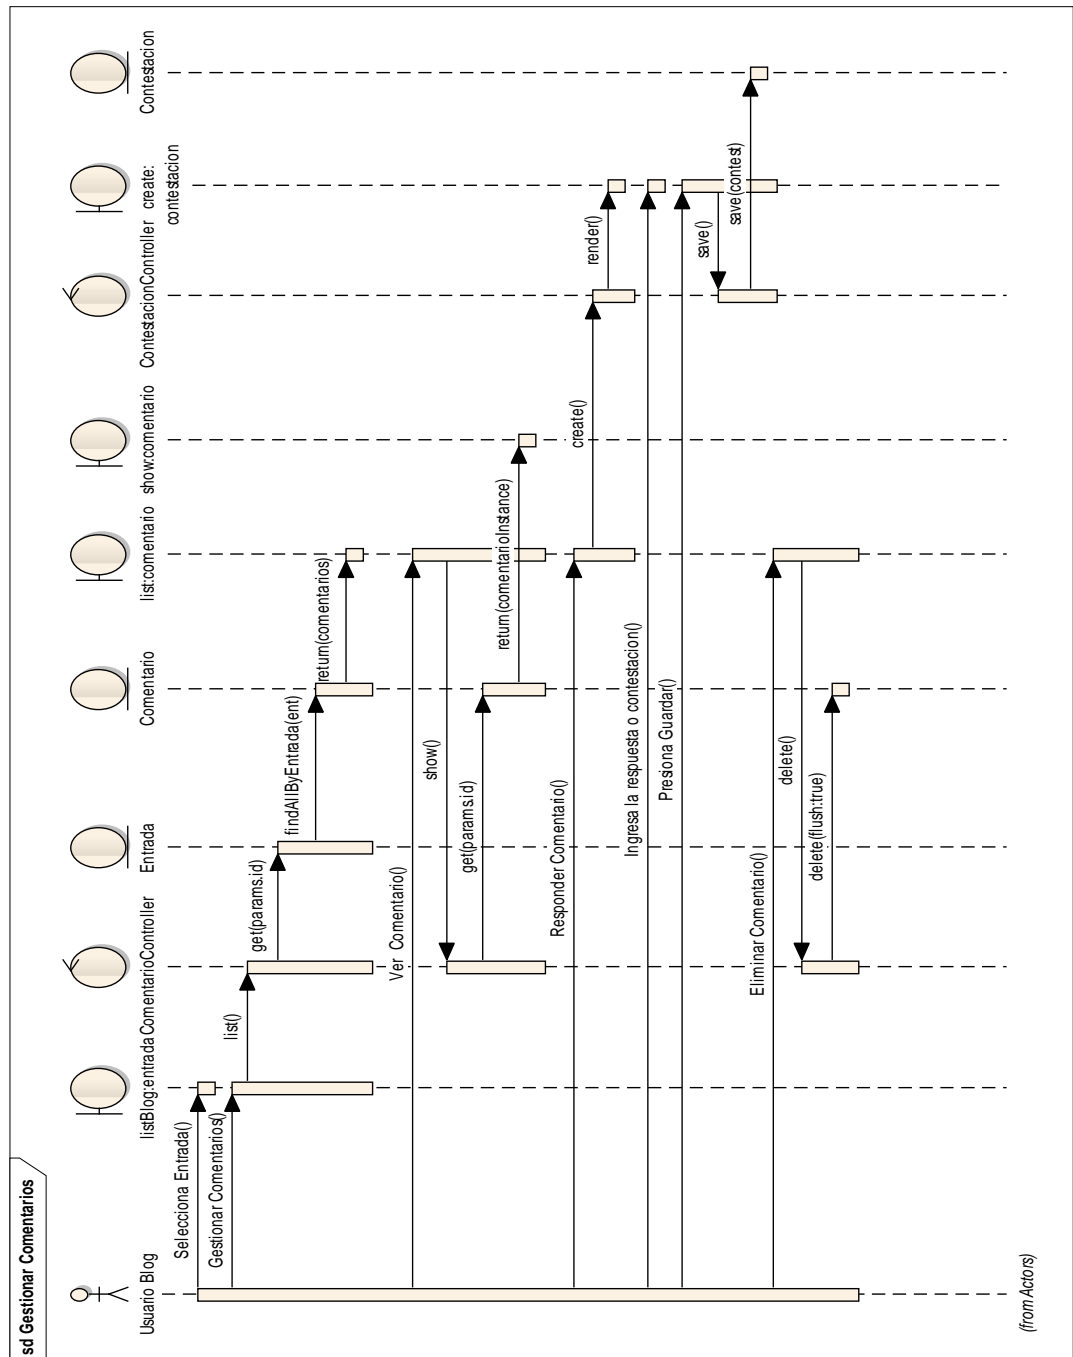 sd Gestionar Comentarios
Usuario Blog
listBlog:entrada
ComentarioController
Entrada
Comentario
list:comentario
show:comentario
ContestacionController
create:
contestacion
Contestacion
Selecciona Entrada()
Gestionar Comentarios()
list()
get(params.id)
findAllByEntrada(ent)
return(comentarios)
Ver Comentario()
show()
get(params.id)
return(comentarioInstance)
Responder Comentario()
create()
render()
Ingresa la respuesta o contestacion()
Presiona Guardar()
save()
save(contest)
Eliminar Comentario()
delete()
delete(flush:true)
(from Actors)